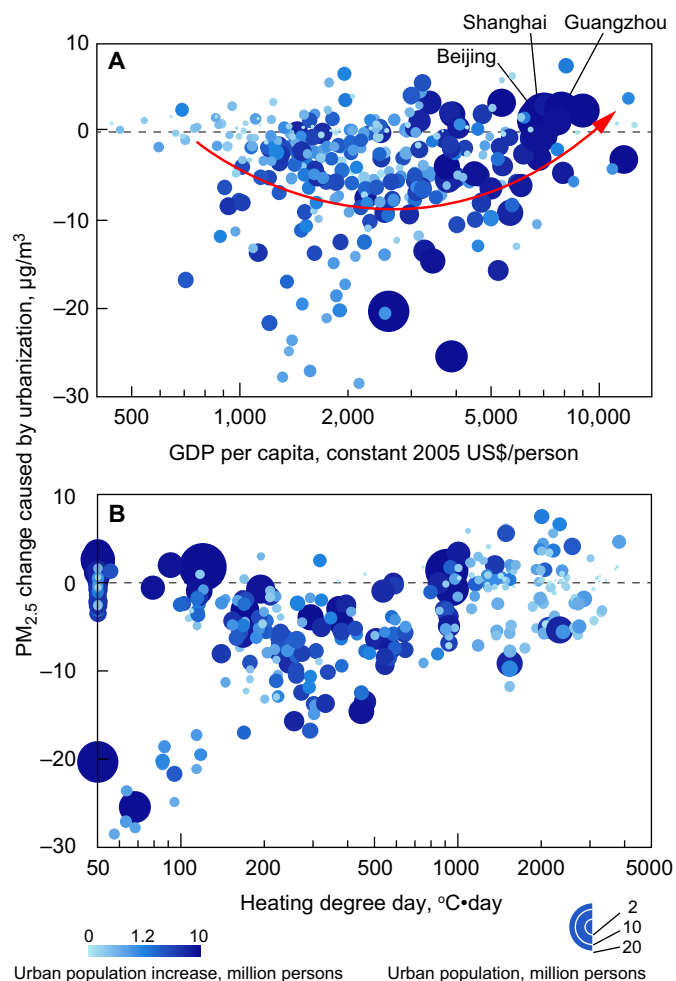 Shanghai
Guangzhou
Beijing
A
10
0
–10
–20
–30
500
1,000
2,000
5,000
10,000
GDP per capita, constant 2005 US$/person
PM2.5 change caused by urbanization, µg/m³
B
10
0
–10
–20
–30
50
100
200
500
1000
2000
5000
Heating degree day, °C•day
0
1.2
10
Urban population increase, million persons
2
10
20
Urban population, million persons